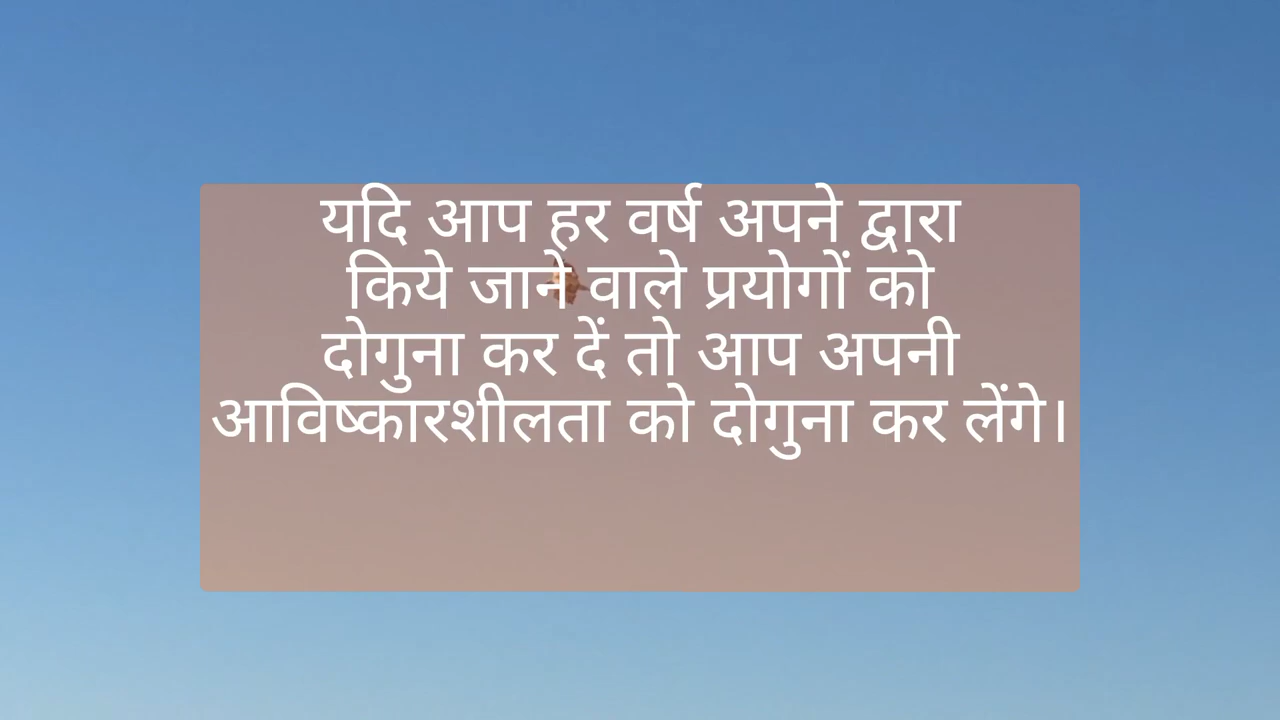 यदि आप हर वर्ष अपने द्वारा
किये जाने वाले प्रयोगों को
दोगुना कर दें तो आप अपनी
आविष्कारशीलता को दोगुना कर लेंगे।